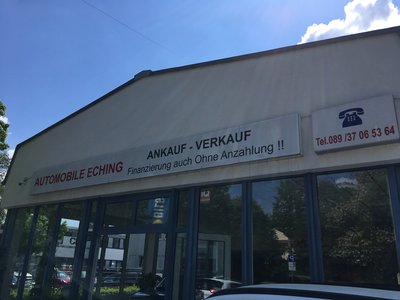 AUTOMOBILE ECHING
ANKAUF - VERKAUF
Finanzierung auch Ohne Anzahlung !!
Tel.089 /37 06 53 64